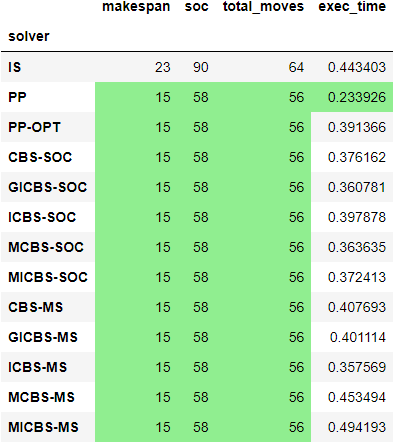 makespan soc total_moves exec_time
solver
IS 23 90 64 0.443403
PP 15 58 56 0.233926
PP-OPT 15 58 56 0.391366
CBS-SOC 15 58 56 0.376162
GICBS-SOC 15 58 56 0.360781
ICBS-SOC 15 58 56 0.397878
MCBS-SOC 15 58 56 0.363635
MICBS-SOC 15 58 56 0.372413
CBS-MS 15 58 56 0.407693
GICBS-MS 15 58 56 0.401114
ICBS-MS 15 58 56 0.357569
MCBS-MS 15 58 56 0.453494
MICBS-MS 15 58 56 0.494193